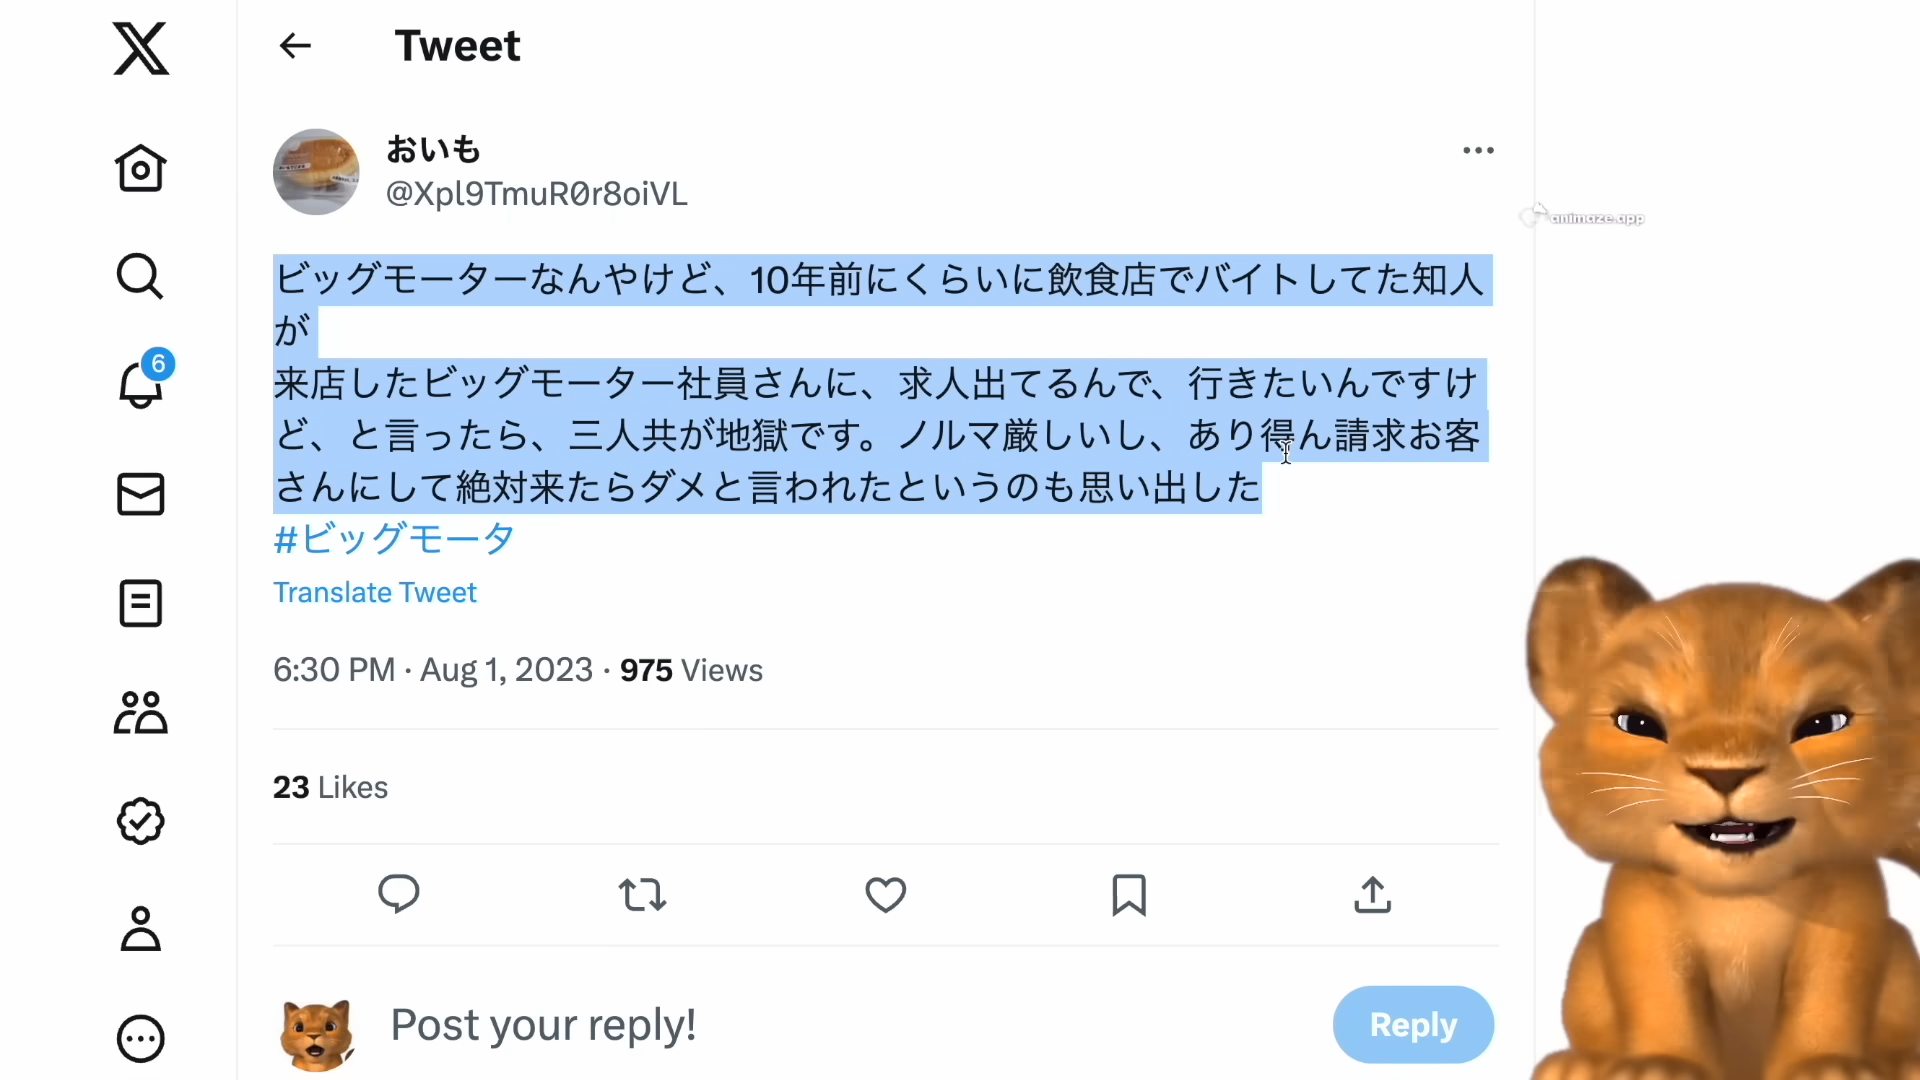 Tweet
おいも
@Xpl9TmuR0r8oiVL
animaze.app
ビッグモーターなんやけど、10年前にくらいに飲食店でバイトしてた知人
が
来店したビッグモーター社員さんに、求人出てるんで、行きたいんですけ
ど、と言ったら、三人共が地獄です。ノルマ厳しいし、あり得ん請求お客
さんにして絶対来たらダメと言われたというのも思い出した
#ビッグモータ
Translate Tweet
6:30 PM · Aug 1, 2023 · 975 Views
23 Likes
Post your reply!
Reply
6